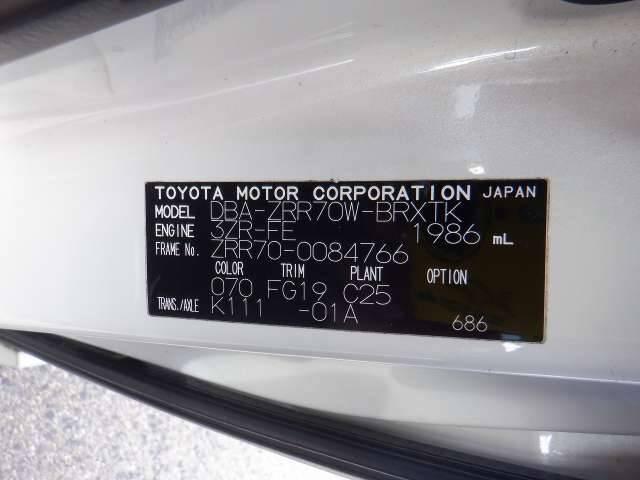 TOYOTA MOTOR CORPORATION JAPAN
MODEL DBA-ZRR70W-BRXTK
ENGINE 3ZR-FE 1986 mL
FRAME No. ZRR70-0084766
COLOR TRIM PLANT OPTION
070 FG19 C25
TRANS./AXLE K111 -01A
686